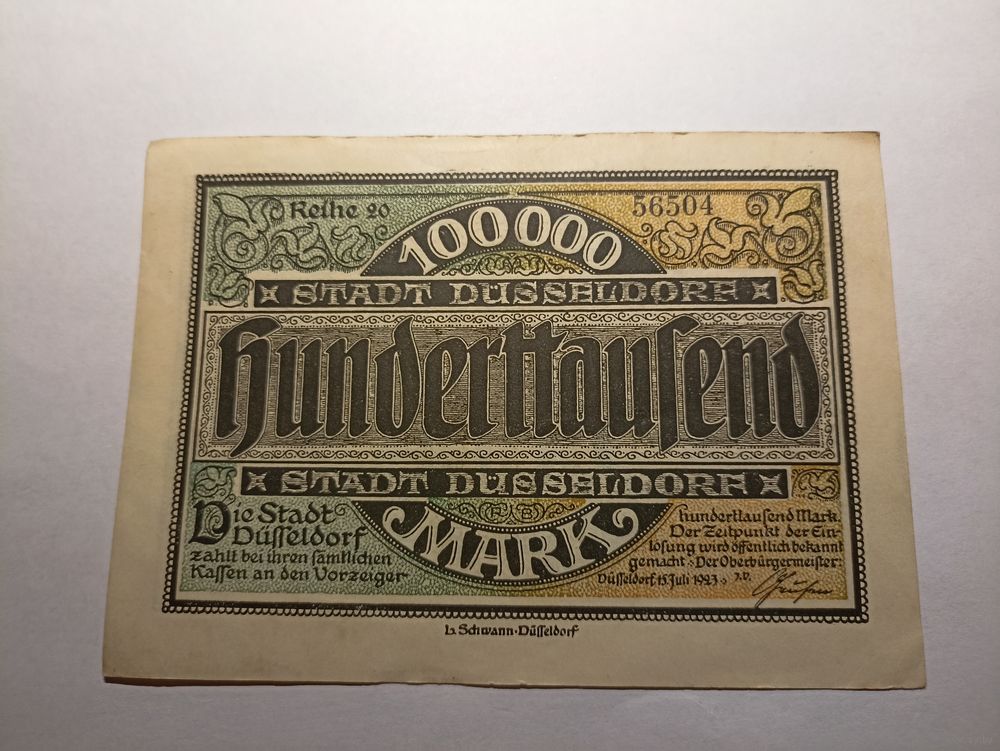 Reihe 20
56504
100000
STADT DÜSSELDORF
Hunderttausend
STADT DÜSSELDORF
MARK
Die Stadt
Düsseldorf
zahlt bei ihren sämtlichen
Kassen an den Vorzeiger
hunderttausend Mark.
Der Zeitpunkt der Ein-
lösung wird öffentlich bekannt
gemacht · Der Oberbürgermeister:
Düsseldorf, 15. Juli 1923 · J.V.
L. Schwann · Düsseldorf